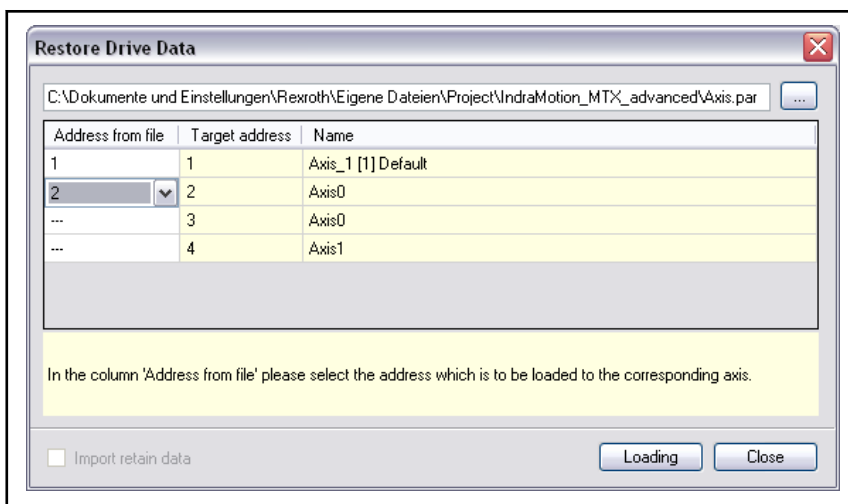 Restore Drive Data
C:\Dokumente und Einstellungen\Rexroth\Eigene Dateien\Project\IndraMotion_MTX_advanced\Axis.par ...
Address from file Target address Name
1 1 Axis_1 [1] Default
2 2 Axis0
--- 3 Axis0
--- 4 Axis1
In the column 'Address from file' please select the address which is to be loaded to the corresponding axis.
Import retain data Loading Close